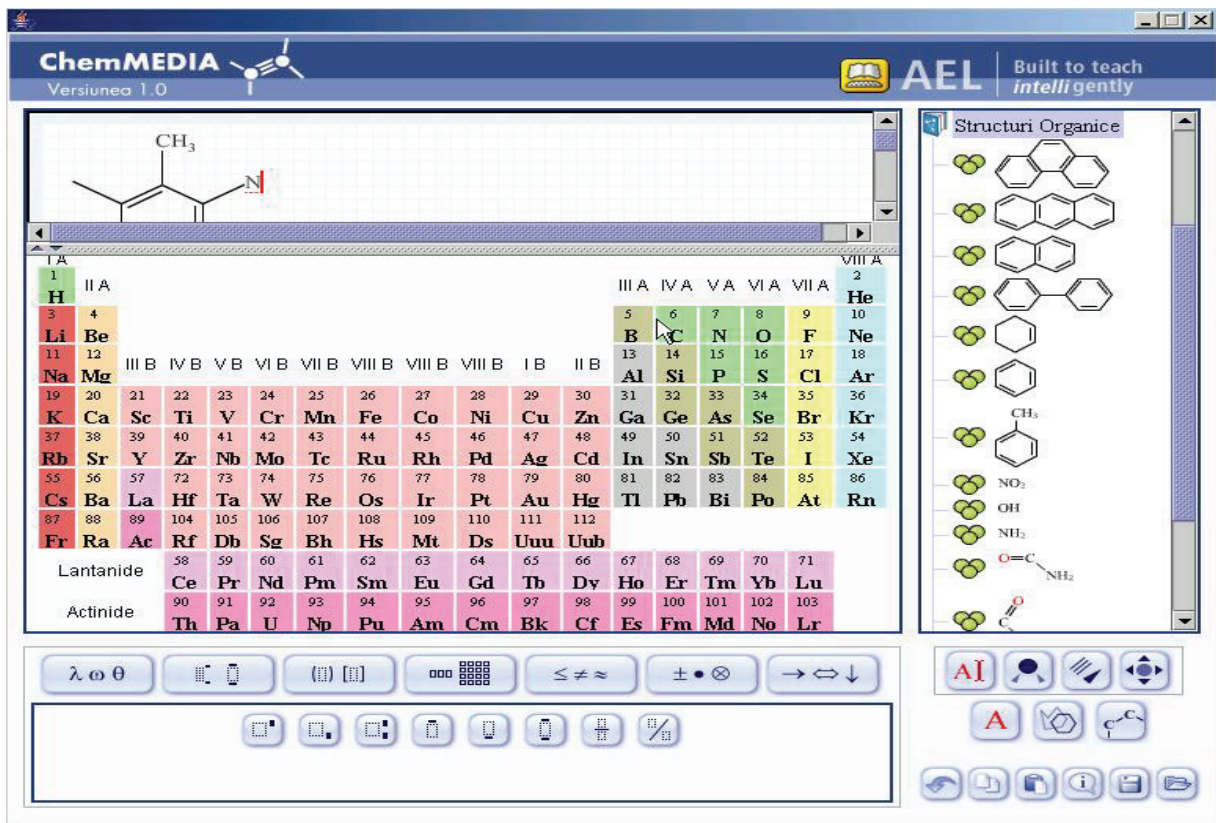 ChemMEDIA
Versiunea 1.0
AEL
Built to teach
intelligently
CH3
N
Structuri Organice
CH3
NO2
OH
NH2
O=C
NH2
O
C
I A
VIII A
1 II A III A IV A V A VI A VII A 2
H He
3 4 5 6 7 8 9 10
Li Be B C N O F Ne
11 12 III B IV B V B VI B VII B VIII B VIII B VIII B I B II B 13 14 15 16 17 18
Na Mg Al Si P S Cl Ar
19 20 21 22 23 24 25 26 27 28 29 30 31 32 33 34 35 36
K Ca Sc Ti V Cr Mn Fe Co Ni Cu Zn Ga Ge As Se Br Kr
37 38 39 40 41 42 43 44 45 46 47 48 49 50 51 52 53 54
Rb Sr Y Zr Nb Mo Tc Ru Rh Pd Ag Cd In Sn Sb Te I Xe
55 56 57 72 73 74 75 76 77 78 79 80 81 82 83 84 85 86
Cs Ba La Hf Ta W Re Os Ir Pt Au Hg Tl Pb Bi Po At Rn
87 88 89 104 105 106 107 108 109 110 111 112
Fr Ra Ac Rf Db Sg Bh Hs Mt Ds Uuu Uub
Lantanide 58 59 60 61 62 63 64 65 66 67 68 69 70 71
Ce Pr Nd Pm Sm Eu Gd Tb Dy Ho Er Tm Yb Lu
Actinide 90 91 92 93 94 95 96 97 98 99 100 101 102 103
Th Pa U Np Pu Am Cm Bk Cf Es Fm Md No Lr
λ ω θ
( ) [ ]
≤ ≠ ≈
± • ⊗
→ ⇔ ↓
A
A
C C
C
i